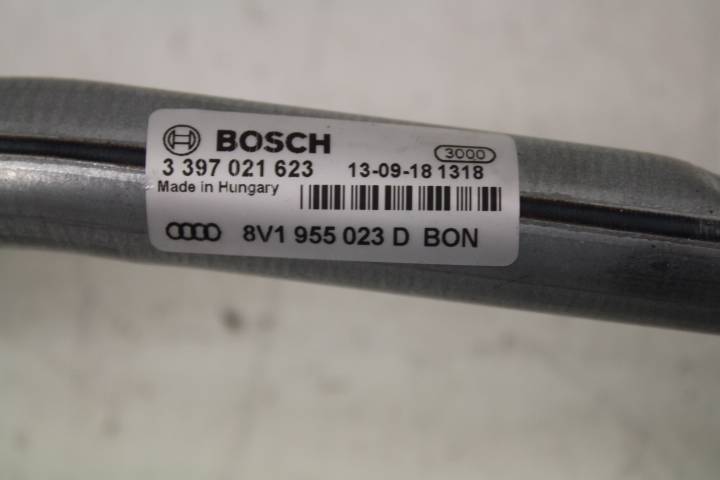 BOSCH
3000
3 397 021 623 13-09-18 1318
Made in Hungary
8V1 955 023 D BON